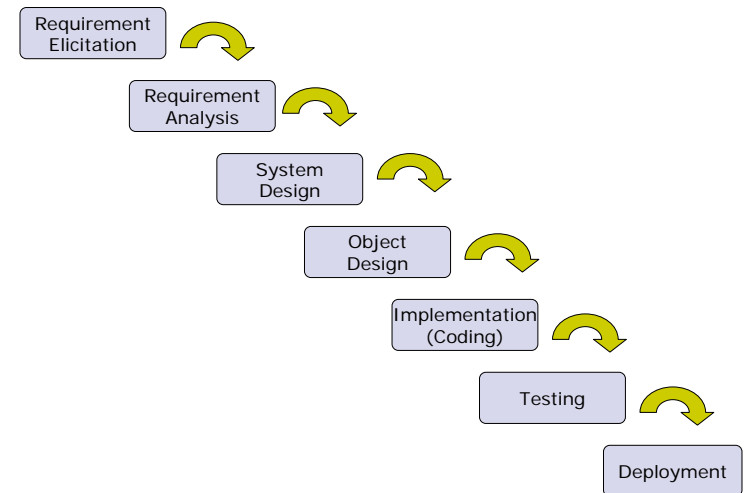 Requirement
Elicitation
Requirement
Analysis
System
Design
Object
Design
Implementation
(Coding)
Testing
Deployment